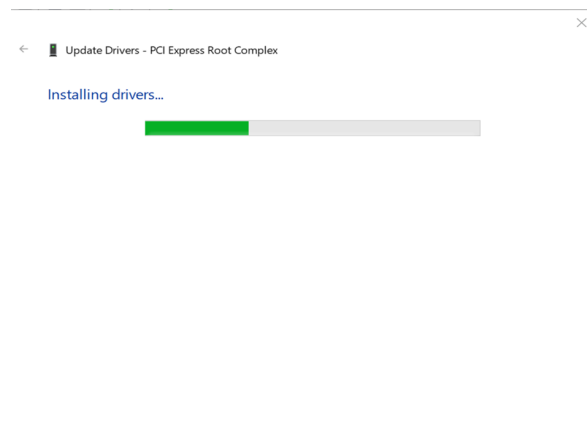 Update Drivers - PCI Express Root Complex
Installing drivers...